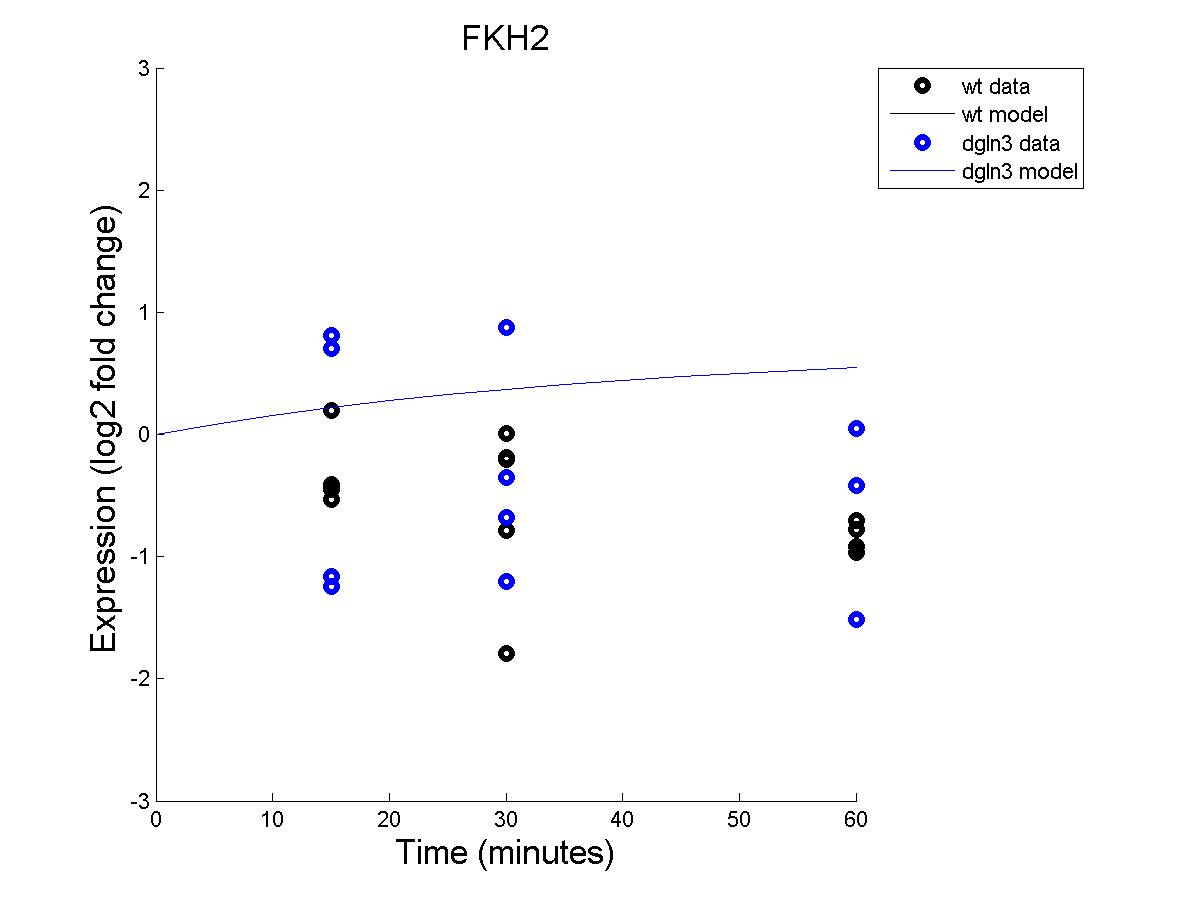 FKH2
wt data
wt model
dgln3 data
dgln3 model
Expression (log2 fold change)
3
2
1
0
-1
-2
-3
0 10 20 30 40 50 60
Time (minutes)